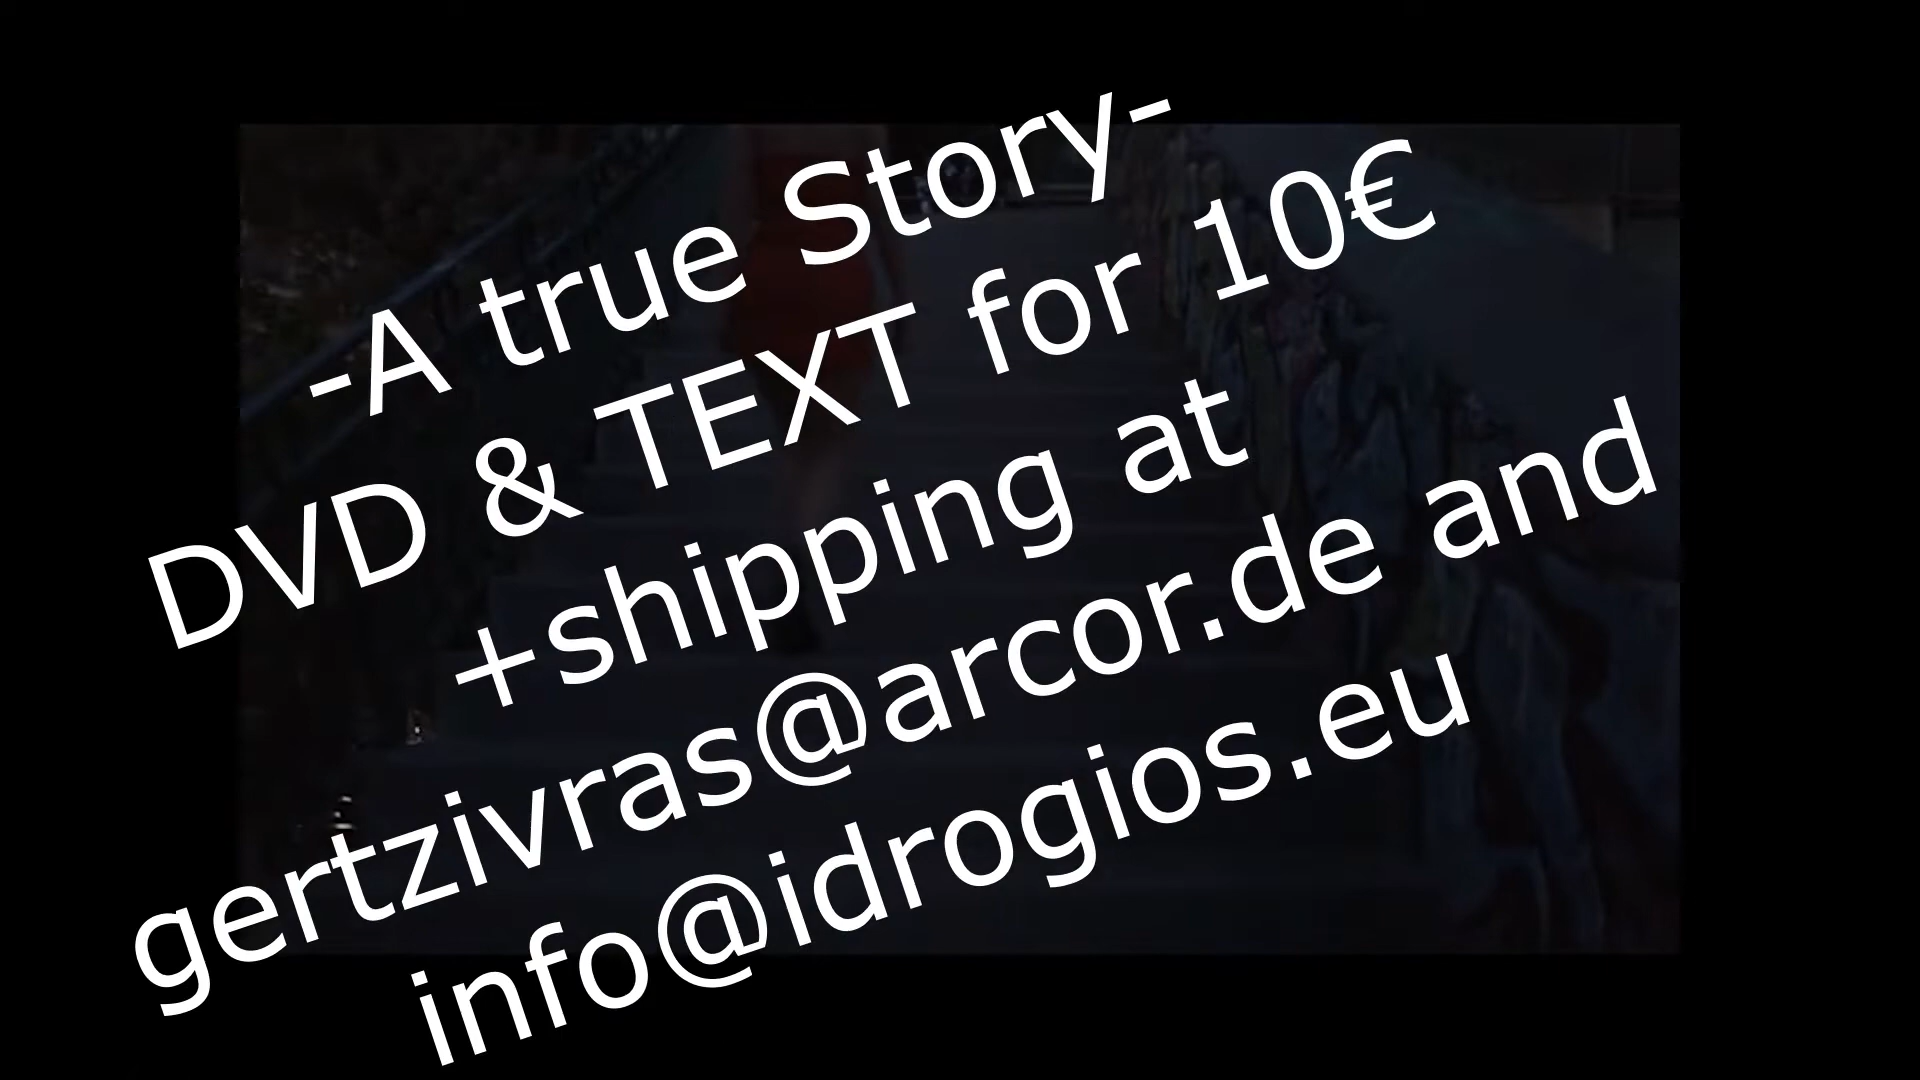 -A true Story-
DVD & TEXT for 10€
+shipping at
gertzivras@arcor.de and
info@idrogios.eu